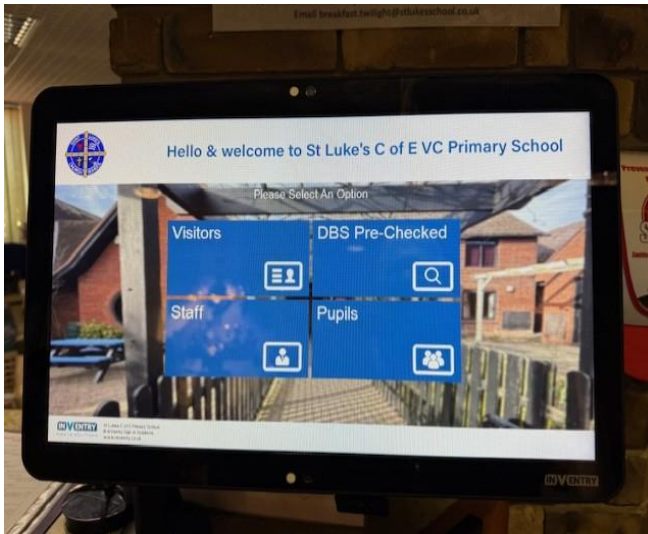 Email breakfast.twilight@stlukesschool.co.uk
Hello & welcome to St Luke's C of E VC Primary School
Please Select An Option
Visitors
DBS Pre-Checked
Staff
Pupils
INVENTRY
INVENTRY